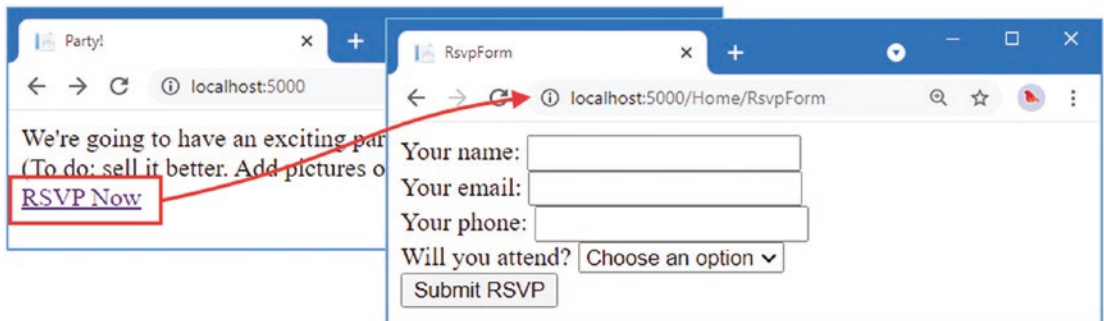 Party!
localhost:5000
We're going to have an exciting
(To do: sell it better. Add pictures
RSVP Now
RsvpForm
localhost:5000/Home/RsvpForm
Your name:
Your email:
Your phone:
Will you attend? Choose an option
Submit RSVP